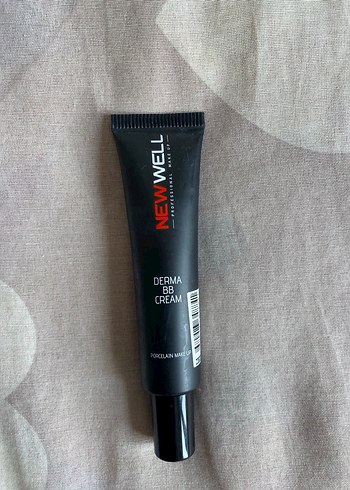 NEW WELL
PROFESSIONAL MAKE UP
DERMA
BB
CREAM
PORCELAIN MAKE UP